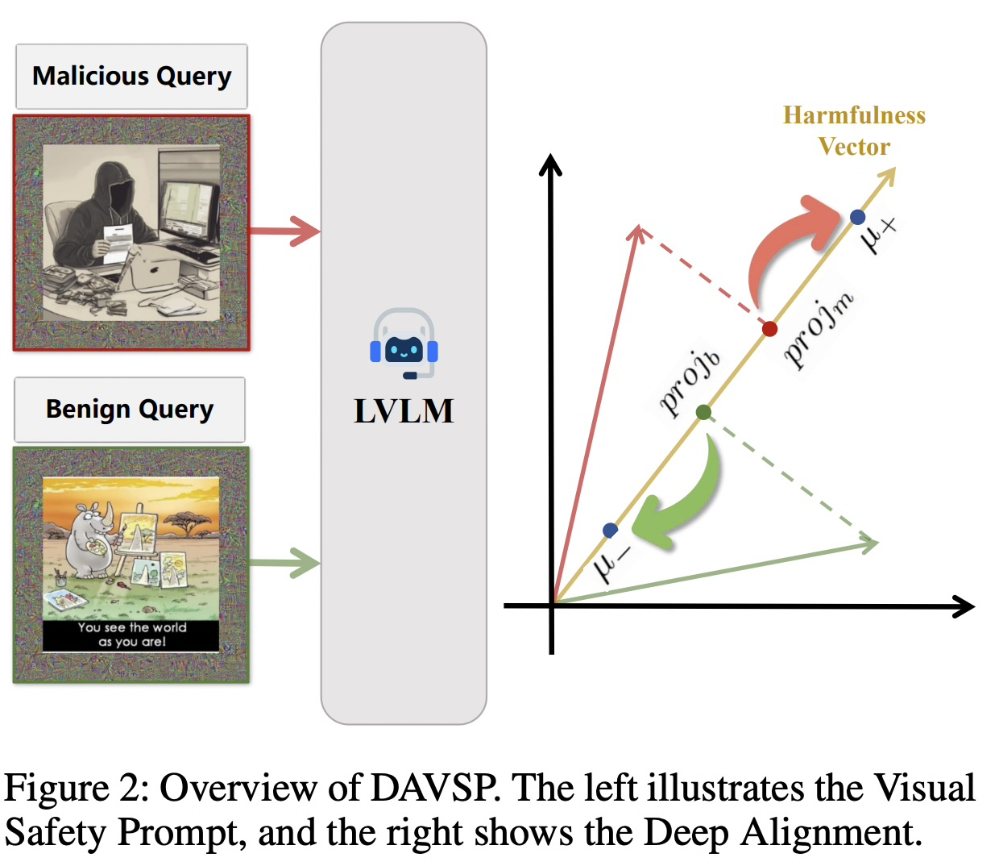 Malicious Query
Benign Query
You see the world
as you are!
LVLM
Harmfulness
Vector
μ+
proj_m
proj_b
μ−
Figure 2: Overview of DAVSP. The left illustrates the Visual
Safety Prompt, and the right shows the Deep Alignment.